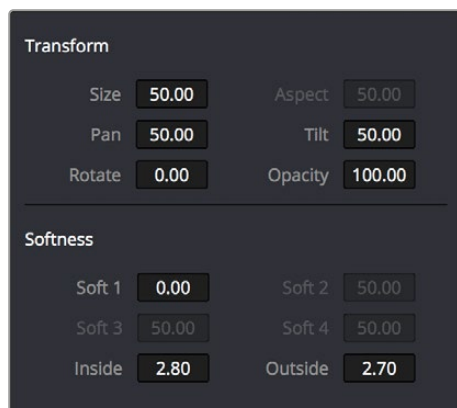 Transform
Size 50.00 Aspect 50.00
Pan 50.00 Tilt 50.00
Rotate 0.00 Opacity 100.00
Softness
Soft 1 0.00 Soft 2 50.00
Soft 3 50.00 Soft 4 50.00
Inside 2.80 Outside 2.70